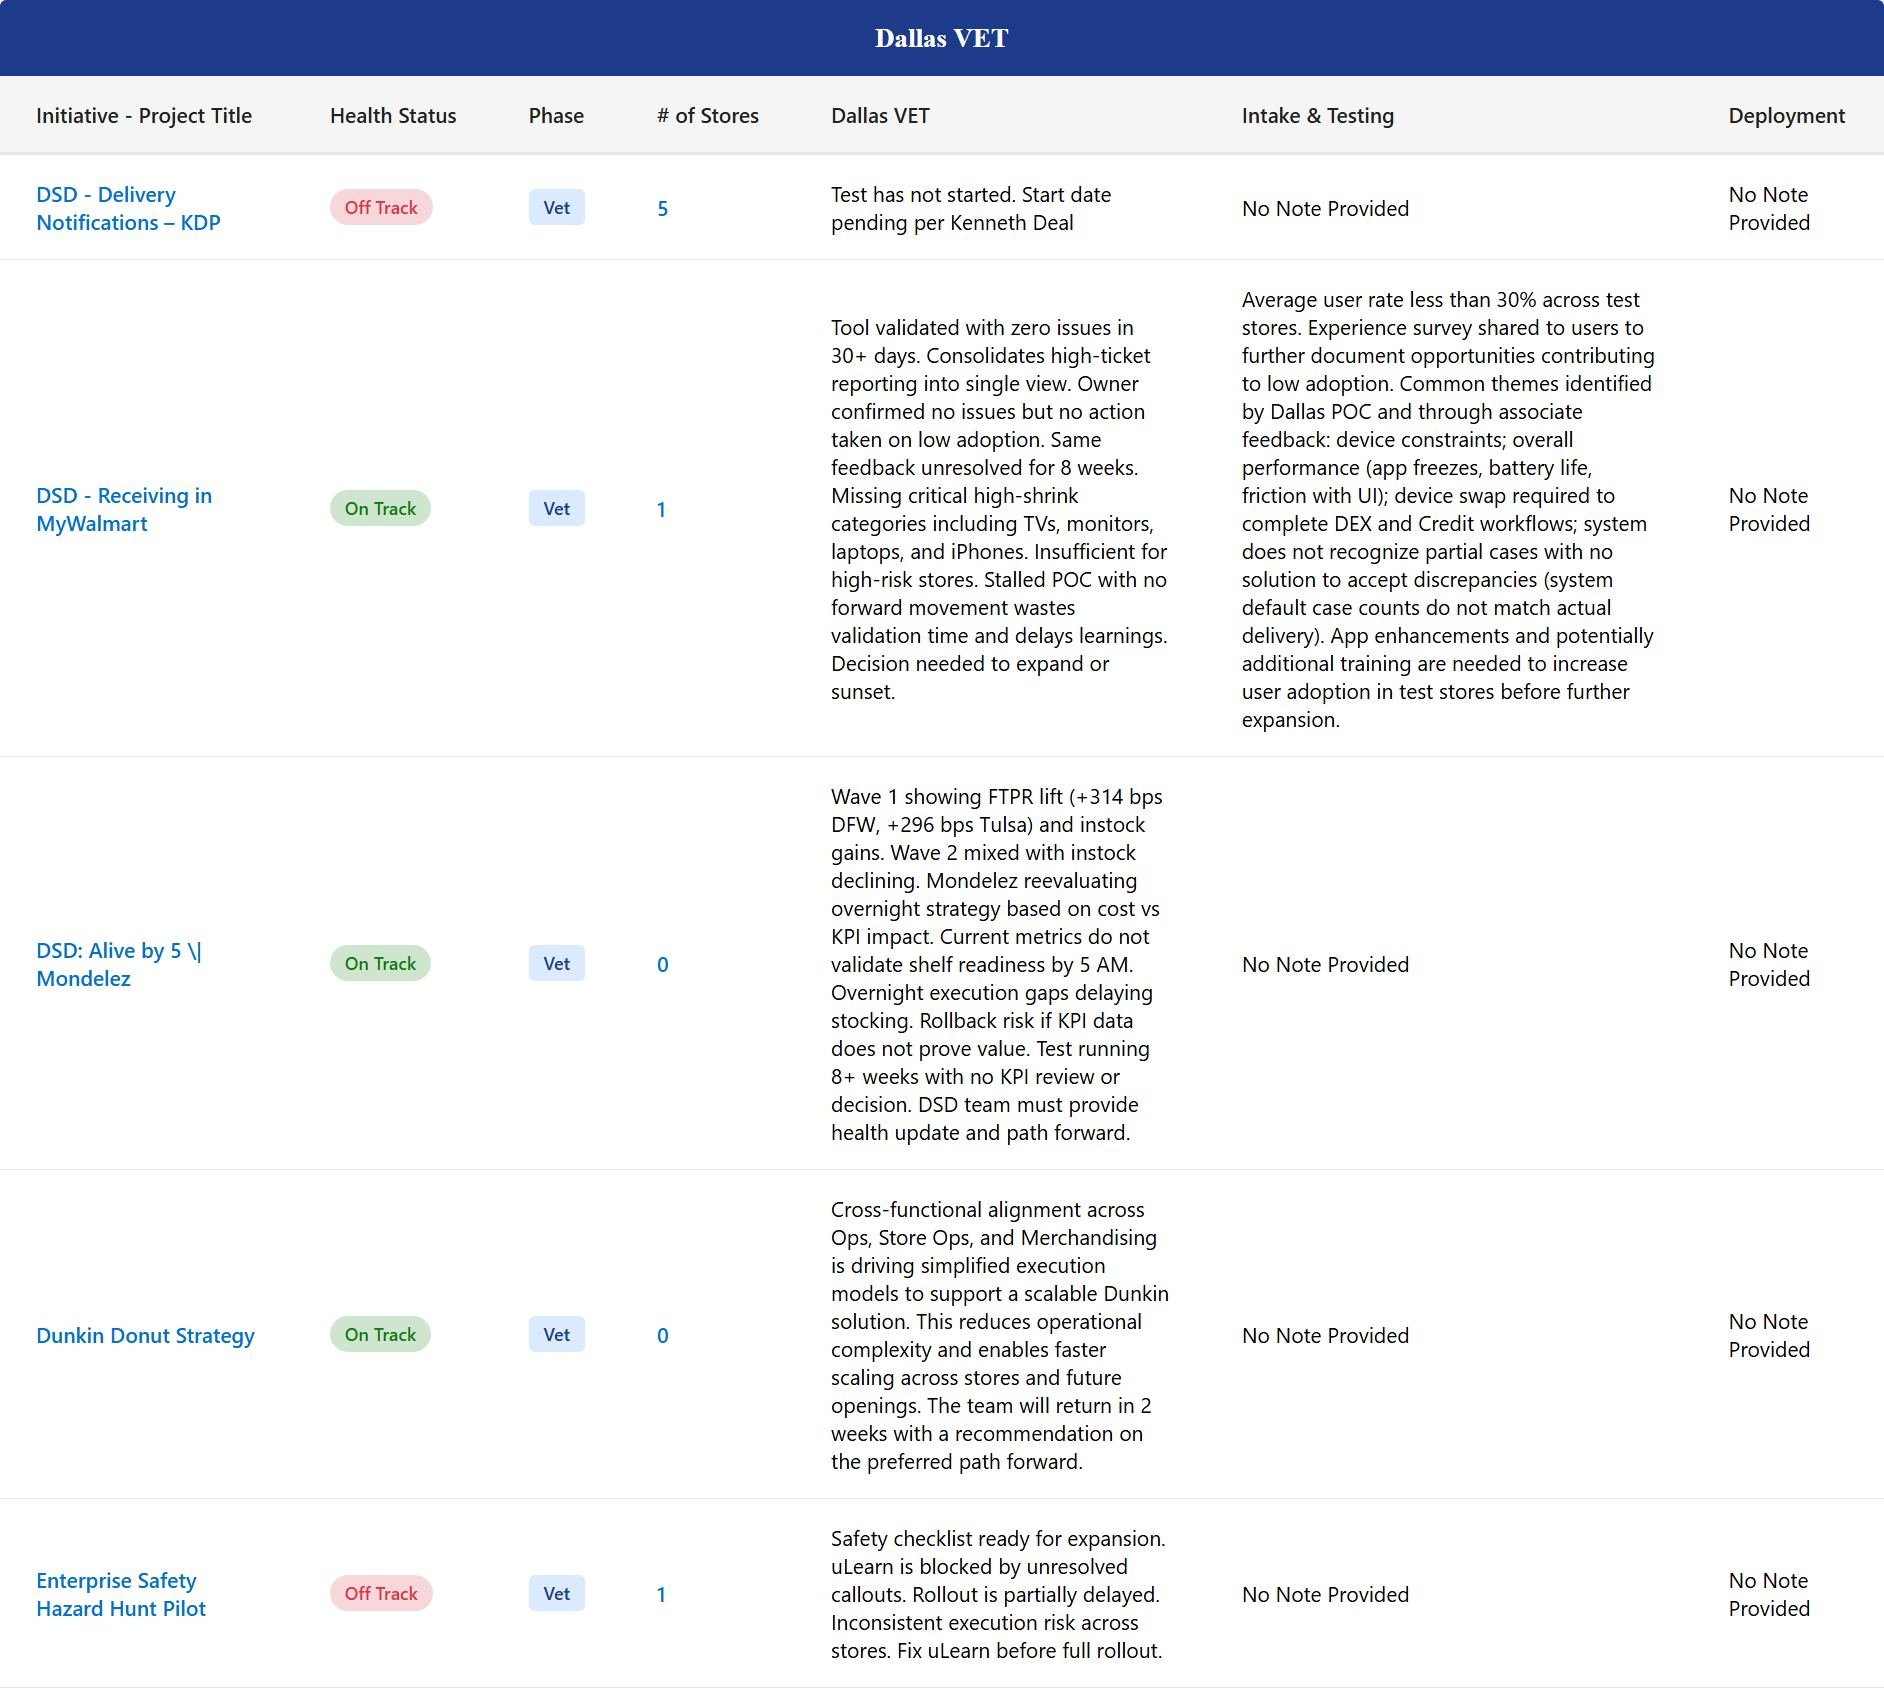 Dallas VET
Initiative - Project Title
Health Status
Phase
# of Stores
Dallas VET
Intake & Testing
Deployment
DSD - Delivery
Notifications – KDP
Off Track
Vet
5
Test has not started. Start date
pending per Kenneth Deal
No Note Provided
No Note
Provided
DSD - Receiving in
MyWalmart
On Track
Vet
1
Tool validated with zero issues in
30+ days. Consolidates high-ticket
reporting into single view. Owner
confirmed no issues but no action
taken on low adoption. Same
feedback unresolved for 8 weeks.
Missing critical high-shrink
categories including TVs, monitors,
laptops, and iPhones. Insufficient for
high-risk stores. Stalled POC with no
forward movement wastes
validation time and delays learnings.
Decision needed to expand or
sunset.
Average user rate less than 30% across test
stores. Experience survey shared to users to
further document opportunities contributing
to low adoption. Common themes identified
by Dallas POC and through associate
feedback: device constraints; overall
performance (app freezes, battery life,
friction with UI); device swap required to
complete DEX and Credit workflows; system
does not recognize partial cases with no
solution to accept discrepancies (system
default case counts do not match actual
delivery). App enhancements and potentially
additional training are needed to increase
user adoption in test stores before further
expansion.
No Note
Provided
DSD: Alive by 5 \|
Mondelez
On Track
Vet
0
Wave 1 showing FTPR lift (+314 bps
DFW, +296 bps Tulsa) and instock
gains. Wave 2 mixed with instock
declining. Mondelez reevaluating
overnight strategy based on cost vs
KPI impact. Current metrics do not
validate shelf readiness by 5 AM.
Overnight execution gaps delaying
stocking. Rollback risk if KPI data
does not prove value. Test running
8+ weeks with no KPI review or
decision. DSD team must provide
health update and path forward.
No Note Provided
No Note
Provided
Dunkin Donut Strategy
On Track
Vet
0
Cross-functional alignment across
Ops, Store Ops, and Merchandising
is driving simplified execution
models to support a scalable Dunkin
solution. This reduces operational
complexity and enables faster
scaling across stores and future
openings. The team will return in 2
weeks with a recommendation on
the preferred path forward.
No Note Provided
No Note
Provided
Enterprise Safety
Hazard Hunt Pilot
Off Track
Vet
1
Safety checklist ready for expansion.
uLearn is blocked by unresolved
callouts. Rollout is partially delayed.
Inconsistent execution risk across
stores. Fix uLearn before full rollout.
No Note Provided
No Note
Provided